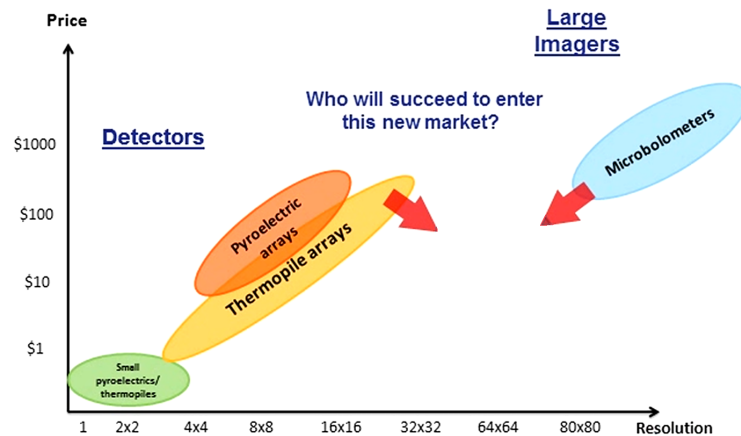 Price
Large
Imagers
Who will succeed to enter
this new market?
Detectors
Microbolometers
$1000
$100
$10
$1
Pyroelectric
arrays
Thermopile arrays
Small
pyroelectrics/
thermopiles
1 2x2 4x4 8x8 16x16 32x32 64x64 80x80 Resolution